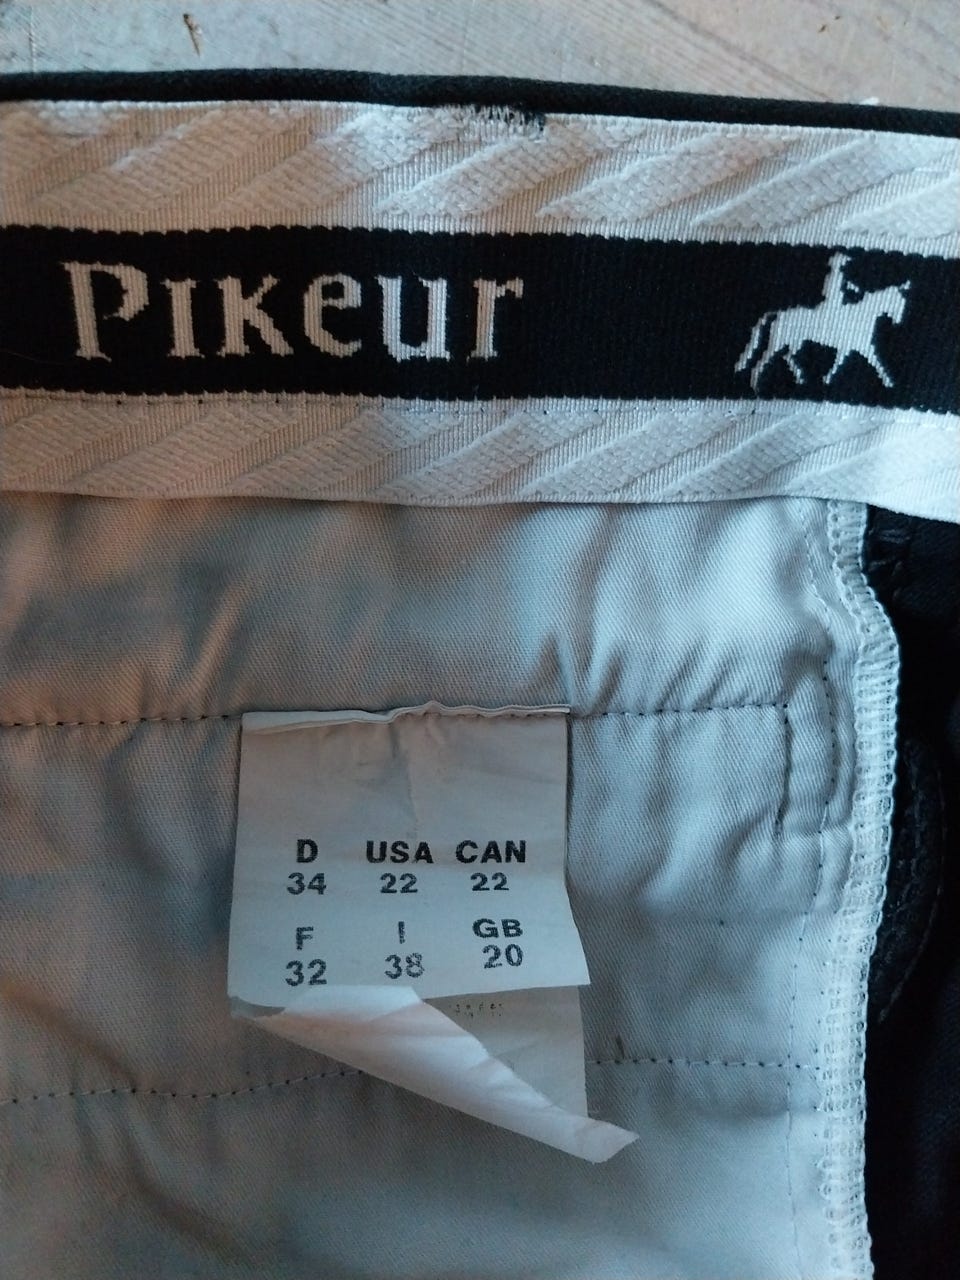 Pikeur
D USA CAN
34 22 22
F I GB
32 38 20